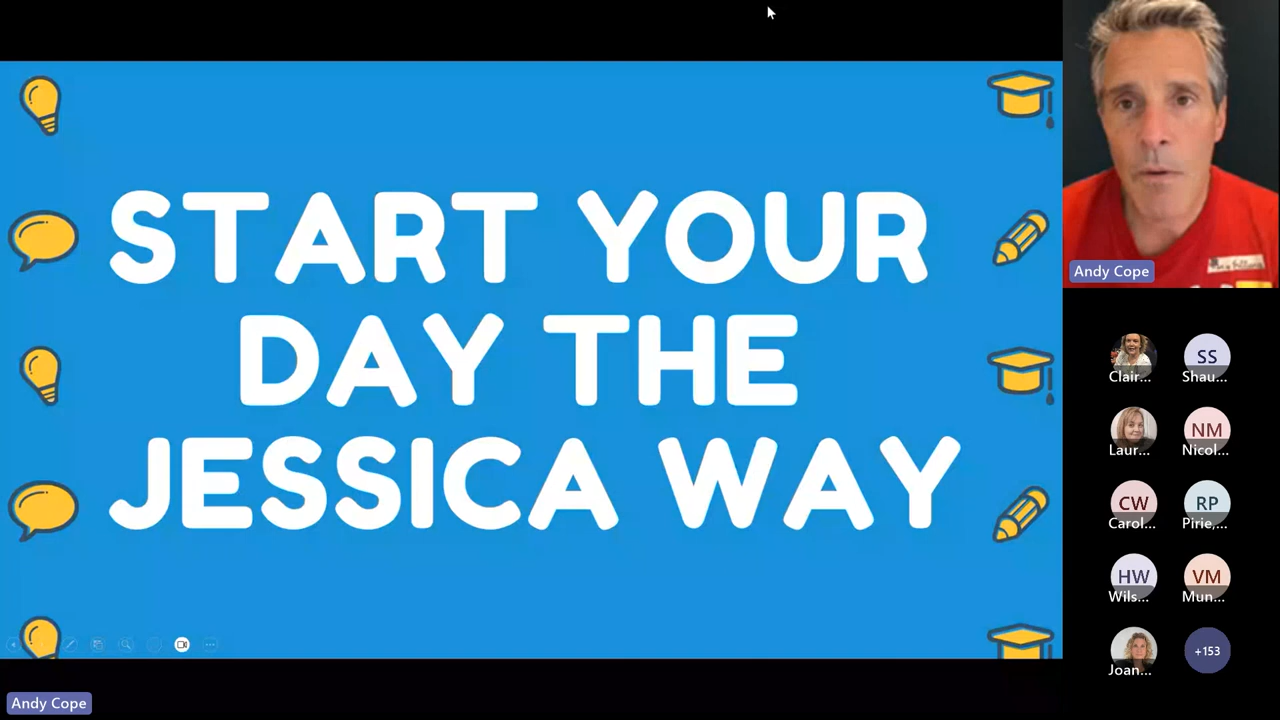 START YOUR
DAY THE
JESSICA WAY
Andy Cope
Clair...
Shau...
SS
Laur...
Nicol...
NM
Carol...
CW
Pirie,...
RP
Wils...
HW
Mun...
VM
Joan...
+153
Andy Cope